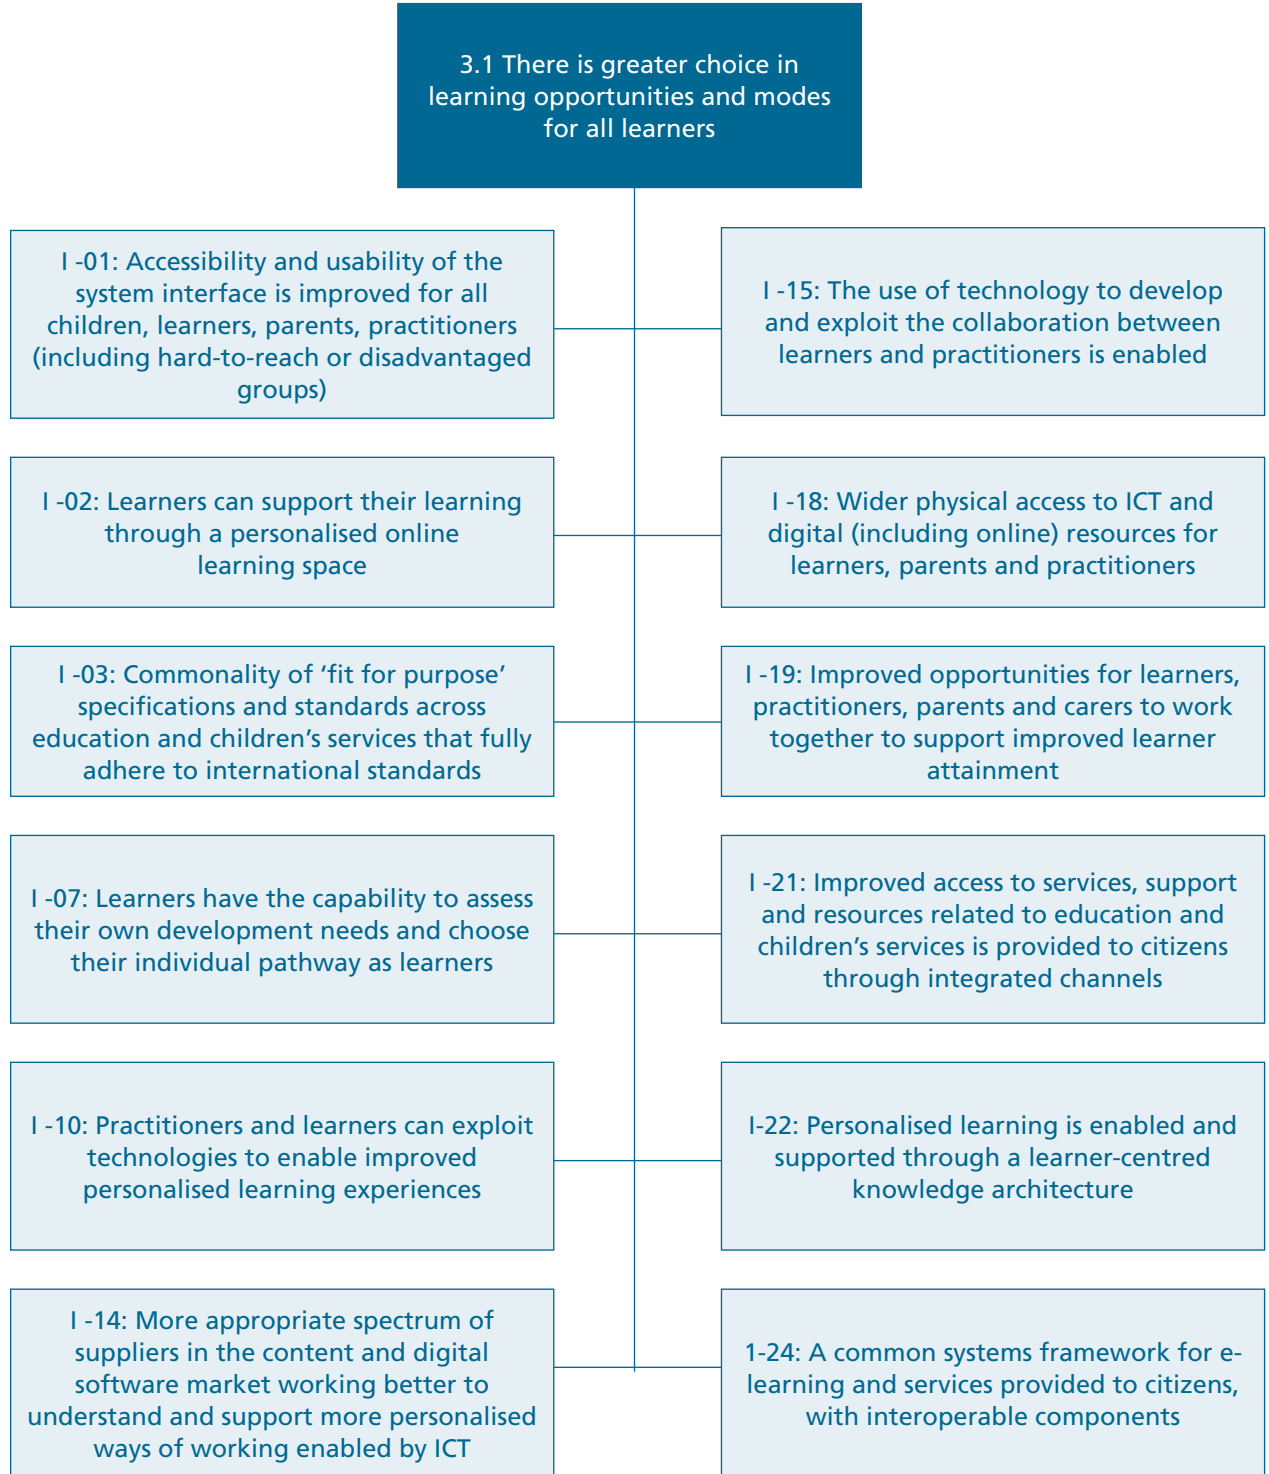 3.1 There is greater choice in
learning opportunities and modes
for all learners
I -01: Accessibility and usability of the
system interface is improved for all
children, learners, parents, practitioners
(including hard-to-reach or disadvantaged
groups)
I -15: The use of technology to develop
and exploit the collaboration between
learners and practitioners is enabled
I -02: Learners can support their learning
through a personalised online
learning space
I -18: Wider physical access to ICT and
digital (including online) resources for
learners, parents and practitioners
I -03: Commonality of ‘fit for purpose’
specifications and standards across
education and children’s services that fully
adhere to international standards
I -19: Improved opportunities for learners,
practitioners, parents and carers to work
together to support improved learner
attainment
I -07: Learners have the capability to assess
their own development needs and choose
their individual pathway as learners
I -21: Improved access to services, support
and resources related to education and
children’s services is provided to citizens
through integrated channels
I -10: Practitioners and learners can exploit
technologies to enable improved
personalised learning experiences
I-22: Personalised learning is enabled and
supported through a learner-centred
knowledge architecture
I -14: More appropriate spectrum of
suppliers in the content and digital
software market working better to
understand and support more personalised
ways of working enabled by ICT
1-24: A common systems framework for e-
learning and services provided to citizens,
with interoperable components